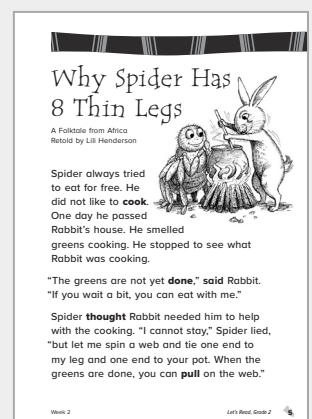 Why Spider Has
8 Thin Legs
A Folktale from Africa
Retold by Lill Henderson
Spider always tried
to eat for free. He
did not like to cook.
One day he passed
Rabbit's house. He smelled
greens cooking. He stopped to see what
Rabbit was cooking.
“The greens are not yet done,” said Rabbit.
“If you wait a bit, you can eat with me.”
Spider thought Rabbit needed him to help
with the cooking. “I cannot stay,” Spider lied,
“but let me spin a web and tie one end to
my leg and one end to your pot. When the
greens are done, you can pull on the web.”
Week 2
Let's Read, Grade 2
5